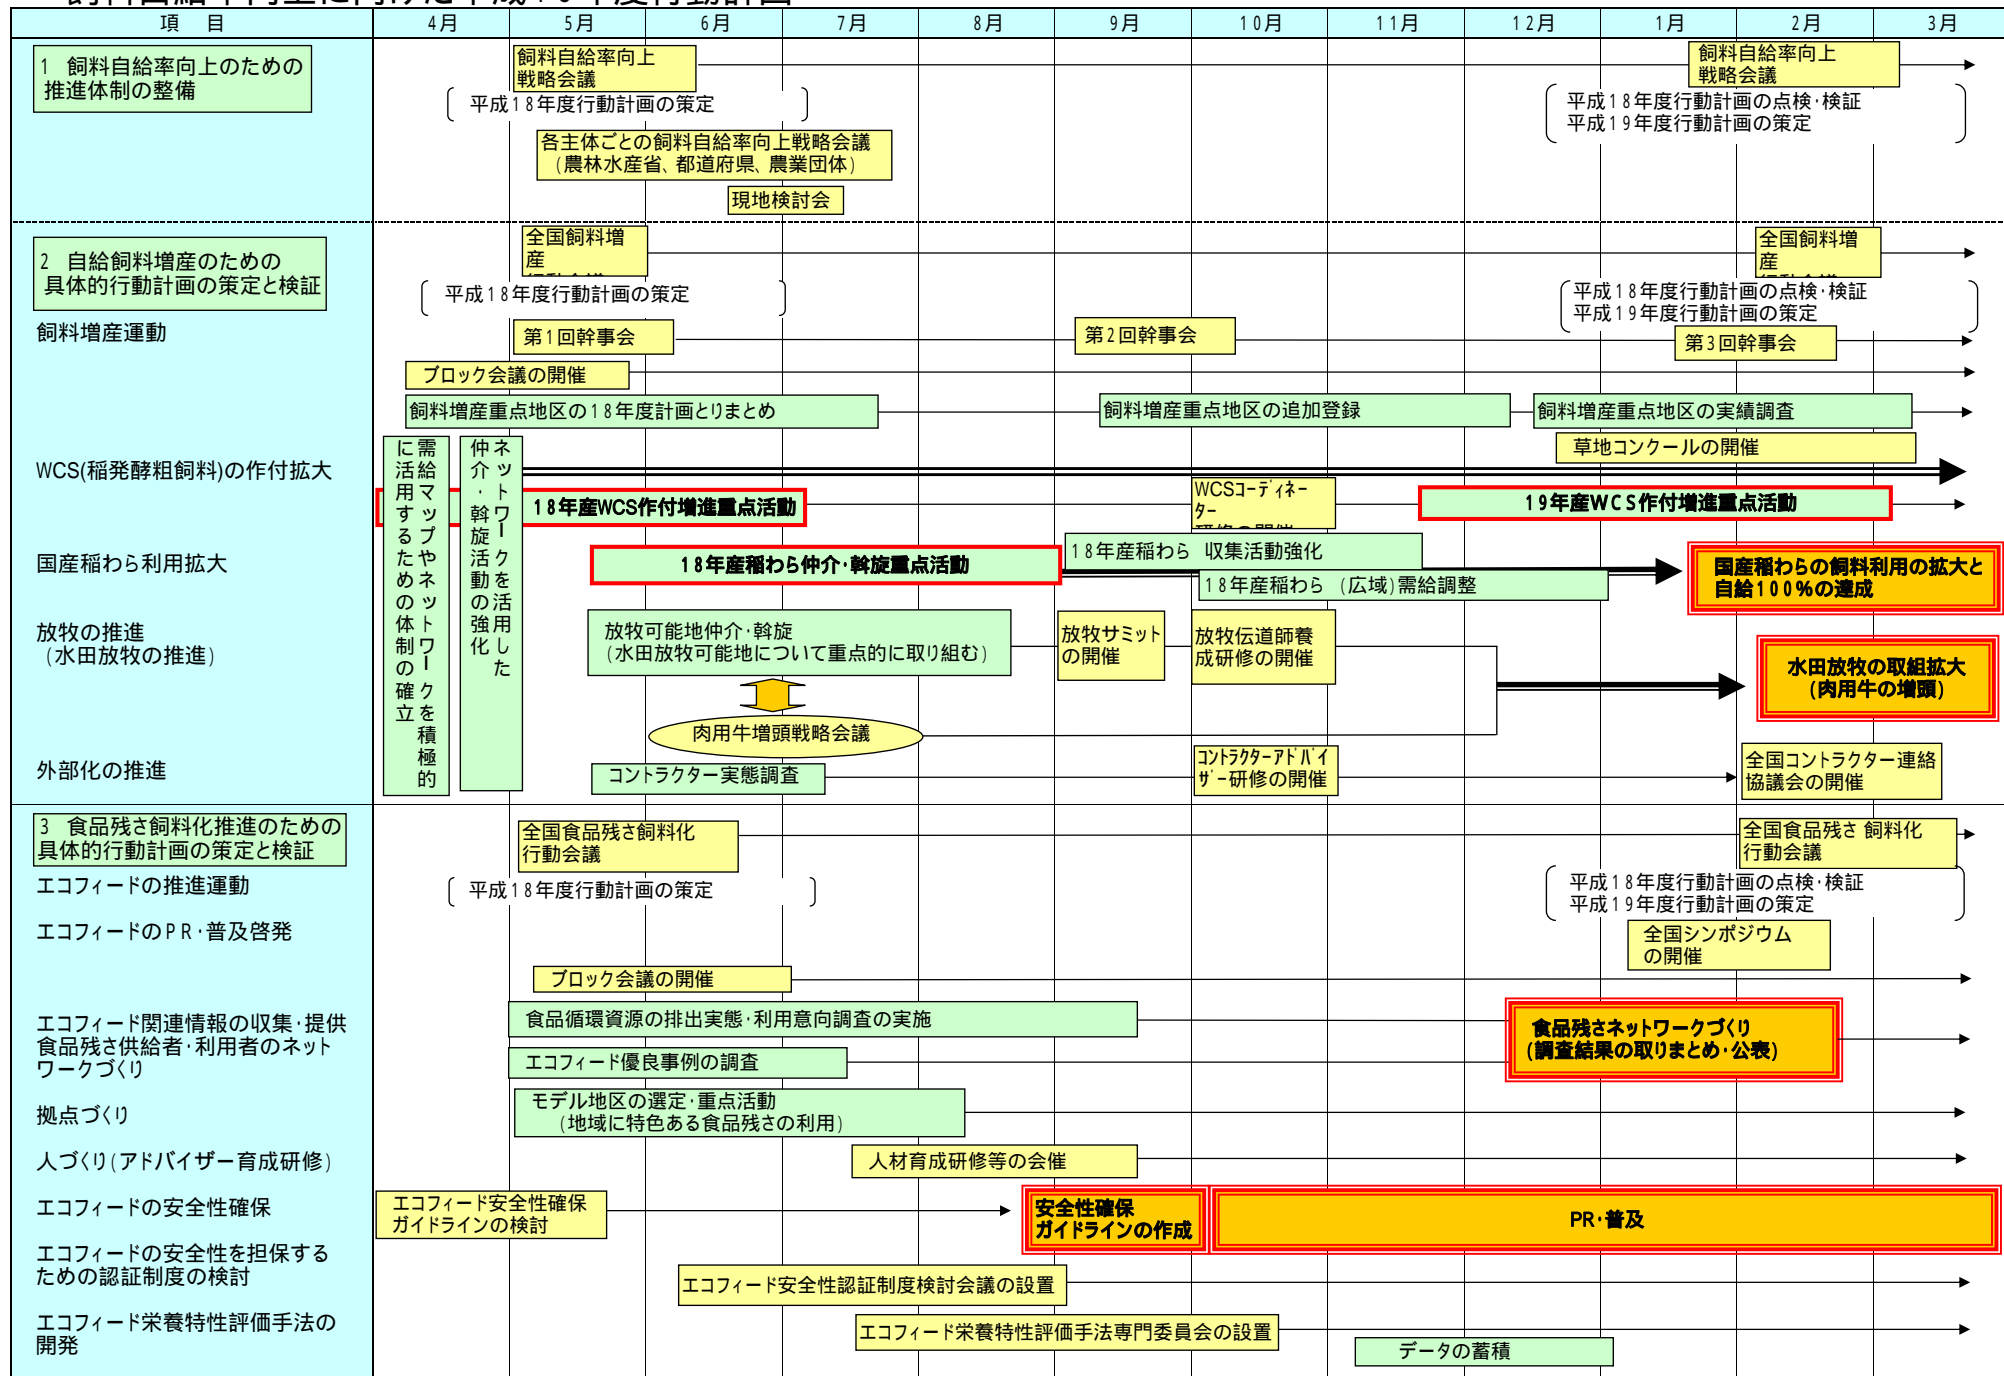 項 目
4月 5月 6月 7月 8月 9月 10月 11月 12月 1月 2月 3月
1 飼料自給率向上のための
推進体制の整備
飼料自給率向上
戦略会議
平成18年度行動計画の策定
各主体ごとの飼料自給率向上戦略会議
(農林水産省、都道府県、農業団体)
現地検討会
飼料自給率向上
戦略会議
平成18年度行動計画の点検・検証
平成19年度行動計画の策定
2 自給飼料増産のための
具体的行動計画の策定と検証
全国飼料増
産
平成18年度行動計画の策定
全国飼料増
産
平成18年度行動計画の点検・検証
平成19年度行動計画の策定
飼料増産運動
第1回幹事会
第2回幹事会
第3回幹事会
ブロック会議の開催
飼料増産重点地区の18年度計画とりまとめ
飼料増産重点地区の追加登録
飼料増産重点地区の実績調査
草地コンクールの開催
需給マップやネットワークを積極的
に活用するための体制の確立
ネットワークを活用した
仲介・斡旋活動の強化
WCS(稲発酵粗飼料)の作付拡大
18年産WCS作付増進重点活動
WCSコーディネー
ター
19年産WCS作付増進重点活動
国産稲わら利用拡大
18年産稲わら仲介・斡旋重点活動
18年産稲わら 収集活動強化
18年産稲わら (広域)需給調整
国産稲わらの飼料利用の拡大と
自給100%の達成
放牧の推進
(水田放牧の推進)
放牧可能地仲介・斡旋
(水田放牧可能地について重点的に取り組む)
放牧サミット
の開催
放牧伝道師養
成研修の開催
水田放牧の取組拡大
(肉用牛の増頭)
肉用牛増頭戦略会議
外部化の推進
コントラクター実態調査
コントラクターアドバイ
ザー研修の開催
全国コントラクター連絡
協議会の開催
3 食品残さ飼料化推進のための
具体的行動計画の策定と検証
全国食品残さ飼料化
行動会議
平成18年度行動計画の策定
全国食品残さ 飼料化
行動会議
平成18年度行動計画の点検・検証
平成19年度行動計画の策定
エコフィードの推進運動
エコフィードのPR・普及啓発
全国シンポジウム
の開催
ブロック会議の開催
エコフィード関連情報の収集・提供
食品残さ供給者・利用者のネット
ワークづくり
食品循環資源の排出実態・利用意向調査の実施
エコフィード優良事例の調査
食品残さネットワークづくり
(調査結果の取りまとめ・公表)
拠点づくり
モデル地区の選定・重点活動
(地域に特色ある食品残さの利用)
人づくり(アドバイザー育成研修)
人材育成研修等の会催
エコフィードの安全性確保
エコフィード安全性確保
ガイドラインの検討
安全性確保
ガイドラインの作成
PR・普及
エコフィードの安全性を担保する
ための認証制度の検討
エコフィード安全性認証制度検討会議の設置
エコフィード栄養特性評価手法の
開発
エコフィード栄養特性評価手法専門委員会の設置
データの蓄積